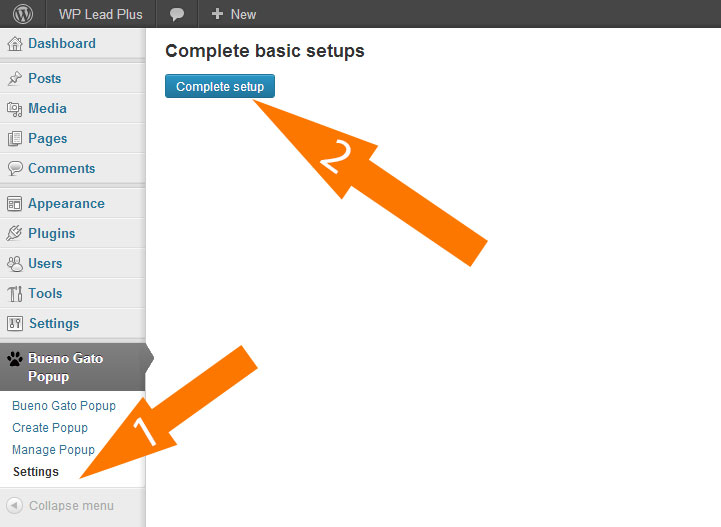 WP Lead Plus
New
Dashboard
Posts
Media
Pages
Comments
Appearance
Plugins
Users
Tools
Settings
Bueno Gato
Popup
Bueno Gato Popup
Create Popup
Manage Popup
Settings
Collapse menu
Complete basic setups
Complete setup
2
1